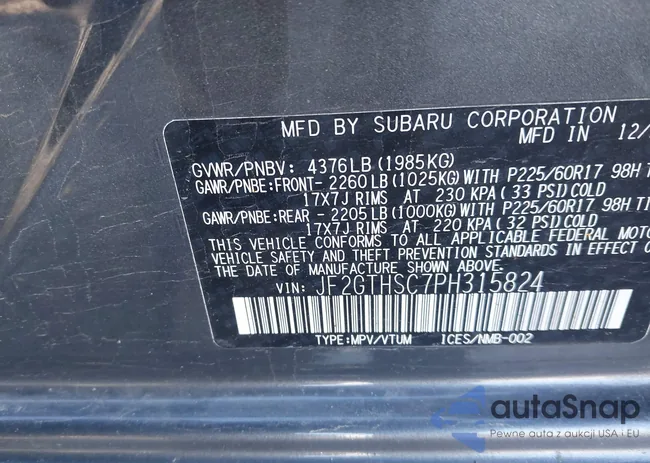 MFD BY SUBARU CORPORATION
MFD IN 12/
GVWR/PNBV: 4376LB(1985KG)
GAWR/PNBE:FRONT- 2260LB(1025KG)WITH P225/60R17 98H T
17X7J RIMS AT 230 KPA(33 PSI)COLD
GAWR/PNBE:REAR - 2205LB(1000KG)WITH P225/60R17 98H TI
17X7J RIMS AT 220 KPA(32 PSI)COLD
THIS VEHICLE CONFORMS TO ALL APPLICABLE FEDERAL MOTO
VEHICLE SAFETY AND THEFT PREVENTION STANDARDS IN EFFECT O
THE DATE OF MANUFACTURE SHOWN ABOVE.
VIN: JF2GTHSC7PH315824
TYPE:MPV/VTUM ICES/NMB-002
autaSnap
Pewne auta z aukcji USA i EU